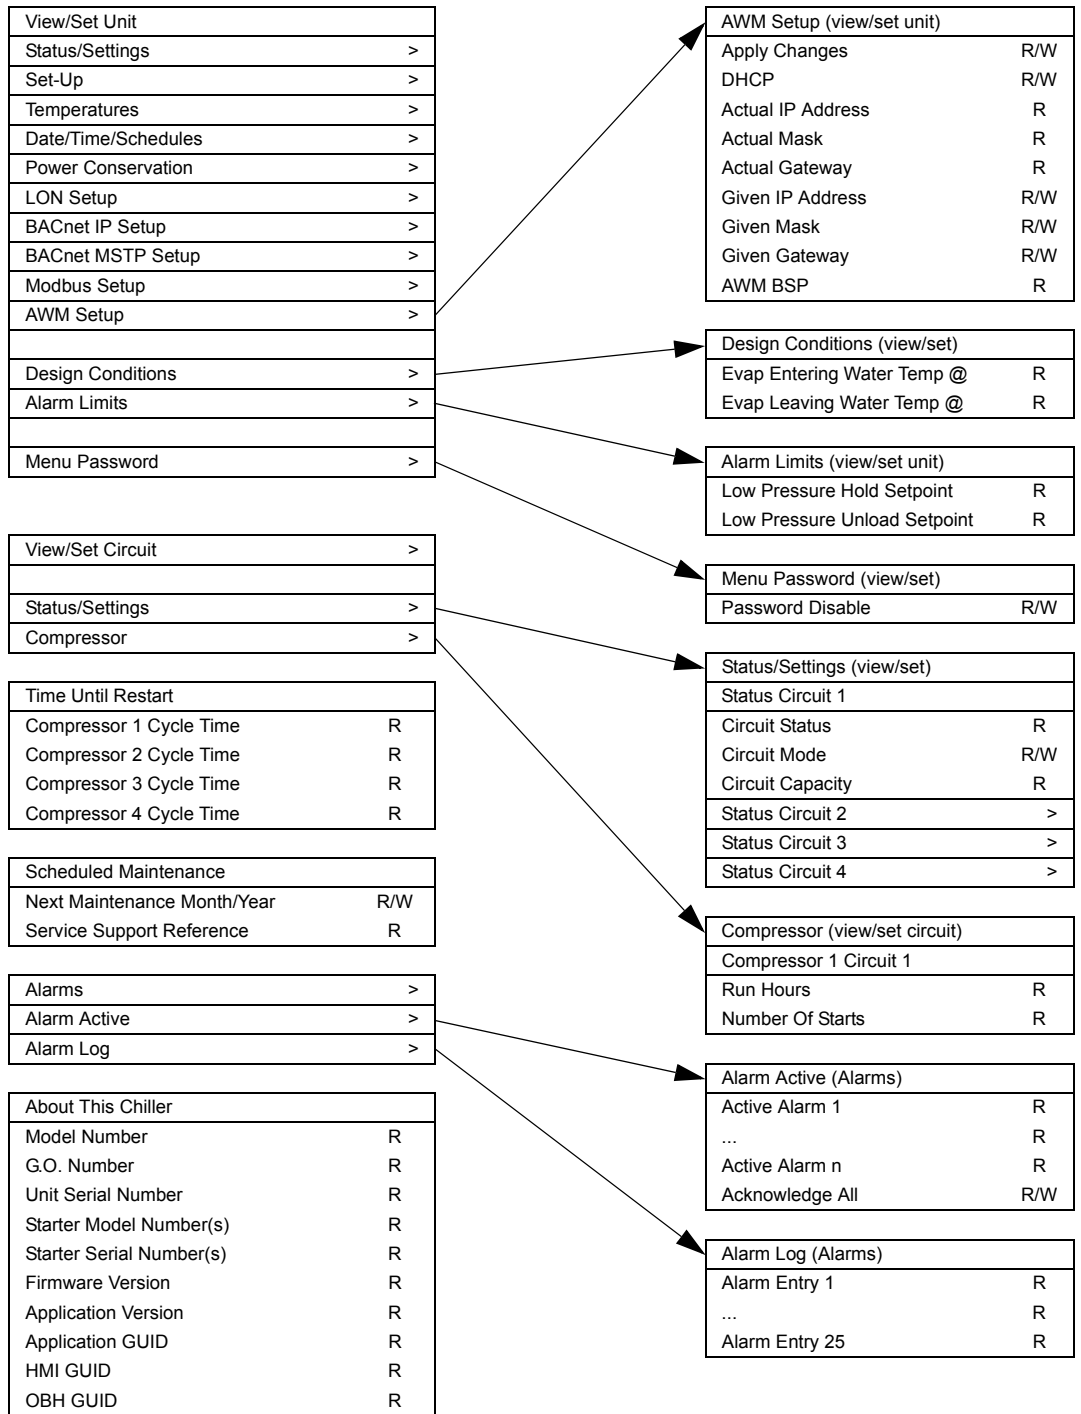 View/Set Unit
Status/Settings >
Set-Up >
Temperatures >
Date/Time/Schedules >
Power Conservation >
LON Setup >
BACnet IP Setup >
BACnet MSTP Setup >
Modbus Setup >
AWM Setup >
Design Conditions >
Alarm Limits >
Menu Password >
View/Set Circuit >
Status/Settings >
Compressor >
Time Until Restart
Compressor 1 Cycle Time R
Compressor 2 Cycle Time R
Compressor 3 Cycle Time R
Compressor 4 Cycle Time R
Scheduled Maintenance
Next Maintenance Month/Year R/W
Service Support Reference R
Alarms >
Alarm Active >
Alarm Log >
About This Chiller
Model Number R
G.O. Number R
Unit Serial Number R
Starter Model Number(s) R
Starter Serial Number(s) R
Firmware Version R
Application Version R
Application GUID R
HMI GUID R
OBH GUID R
AWM Setup (view/set unit)
Apply Changes R/W
DHCP R/W
Actual IP Address R
Actual Mask R
Actual Gateway R
Given IP Address R/W
Given Mask R/W
Given Gateway R/W
AWM BSP R
Design Conditions (view/set)
Evap Entering Water Temp @ R
Evap Leaving Water Temp @ R
Alarm Limits (view/set unit)
Low Pressure Hold Setpoint R
Low Pressure Unload Setpoint R
Menu Password (view/set)
Password Disable R/W
Status/Settings (view/set)
Status Circuit 1
Circuit Status R
Circuit Mode R/W
Circuit Capacity R
Status Circuit 2 >
Status Circuit 3 >
Status Circuit 4 >
Compressor (view/set circuit)
Compressor 1 Circuit 1
Run Hours R
Number Of Starts R
Alarm Active (Alarms)
Active Alarm 1 R
... R
Active Alarm n R
Acknowledge All R/W
Alarm Log (Alarms)
Alarm Entry 1 R
... R
Alarm Entry 25 R